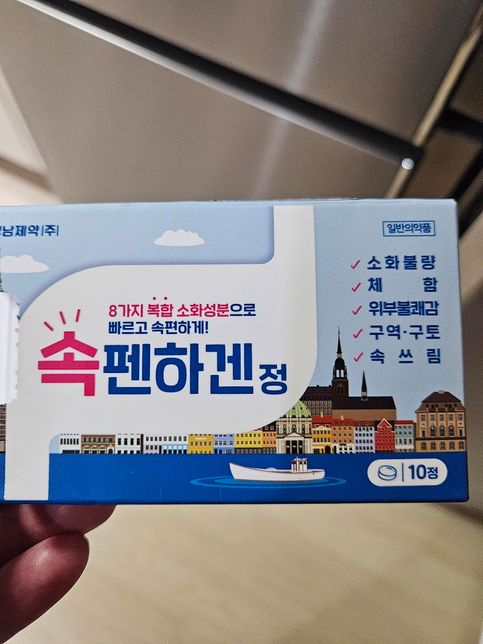 남제약(주)
일반의약품
8가지 복합 소화성분으로
빠르고 속편하게!
속펜하겐정
소화불량
체함
위부불쾌감
구역·구토
속쓰림
10정